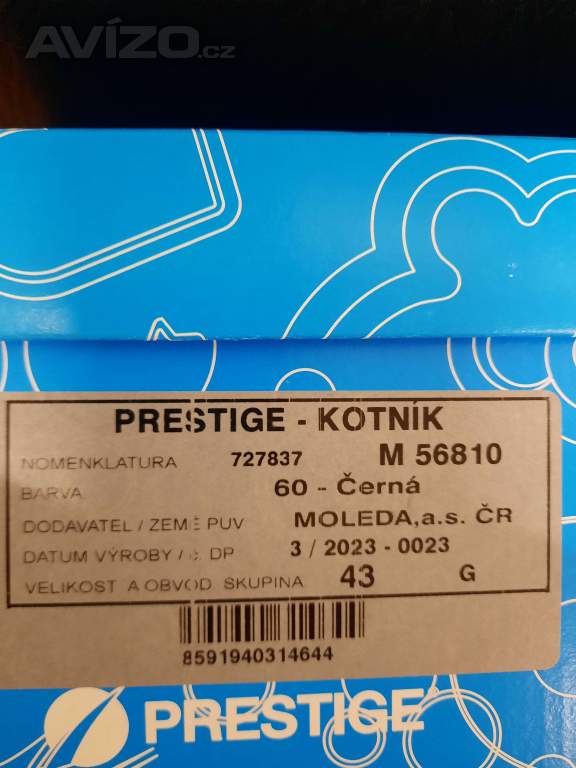 AVÍZO.cz
PRESTIGE - KOTNÍK
NOMENKLATURA 727837 M 56810
BARVA 60 - Černá
DODAVATEL / ZEMĚ PUV MOLEDA,a.s. ČR
DATUM VÝROBY / č. DP 3 / 2023 - 0023
VELIKOST A OBVOD. SKUPINA 43 G
8591940314644
PRESTIGE